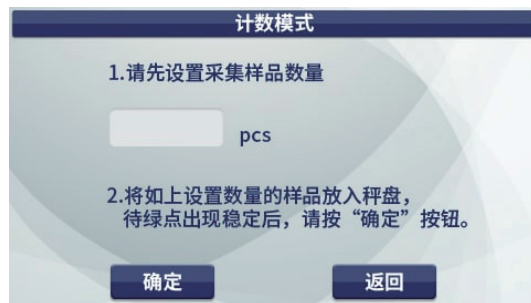 计数模式
1.请先设置采集样品数量
pcs
2.将如上设置数量的样品放入秤盘，
待绿点出现稳定后，请按“确定”按钮。
确定 返回